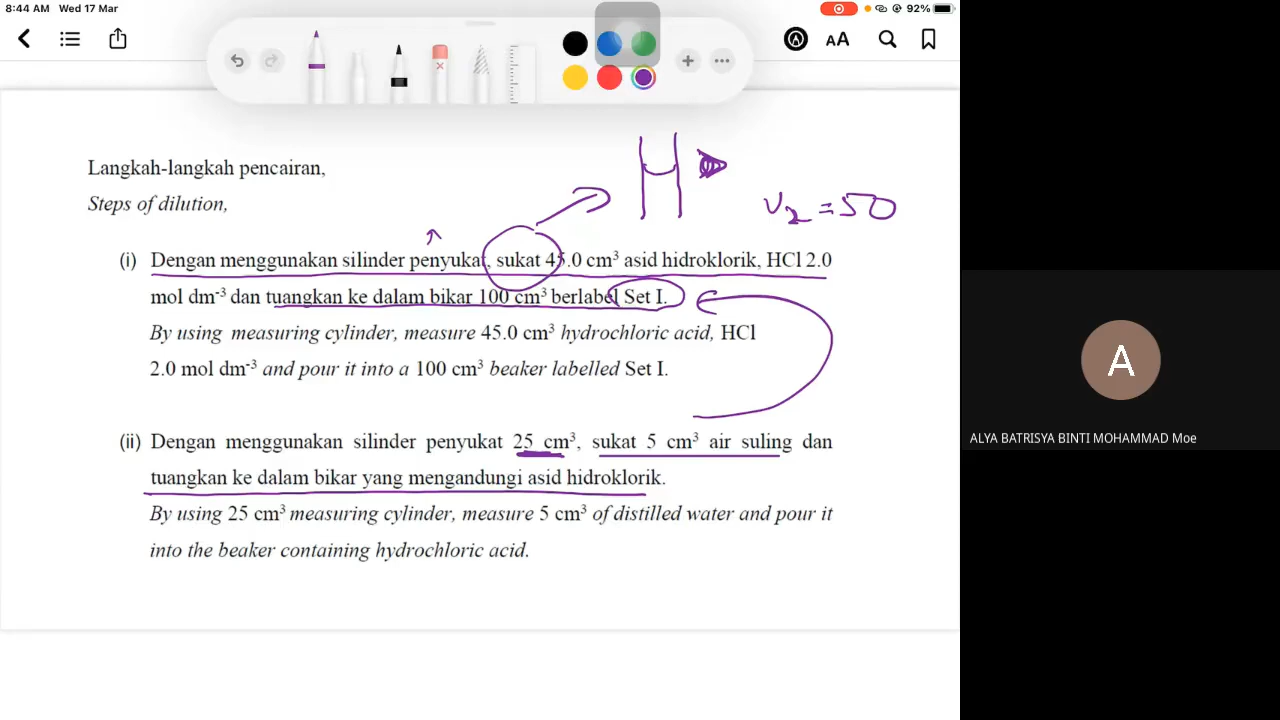 8:44 AM Wed 17 Mar
92%
AA
Langkah-langkah pencairan,
Steps of dilution,
V₂ = 50
(i) Dengan menggunakan silinder penyukat, sukat 45.0 cm³ asid hidroklorik, HCl 2.0
mol dm⁻³ dan tuangkan ke dalam bikar 100 cm³ berlabel Set I.
By using measuring cylinder, measure 45.0 cm³ hydrochloric acid, HCl
2.0 mol dm⁻³ and pour it into a 100 cm³ beaker labelled Set I.
(ii) Dengan menggunakan silinder penyukat 25 cm³, sukat 5 cm³ air suling dan
tuangkan ke dalam bikar yang mengandungi asid hidroklorik.
By using 25 cm³ measuring cylinder, measure 5 cm³ of distilled water and pour it
into the beaker containing hydrochloric acid.
A
ALYA BATRISYA BINTI MOHAMMAD Moe